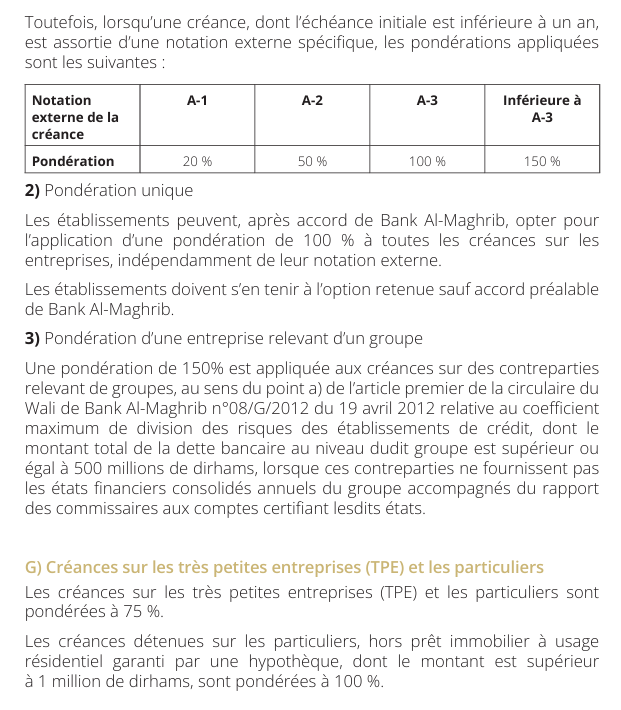 Toutefois, lorsqu’une créance, dont l’échéance initiale est inférieure à un an,
est assortie d’une notation externe spécifique, les pondérations appliquées
sont les suivantes :
Notation externe de la créance A-1 A-2 A-3 Inférieure à A-3
Pondération 20 % 50 % 100 % 150 %
2) Pondération unique
Les établissements peuvent, après accord de Bank Al-Maghrib, opter pour
l’application d’une pondération de 100 % à toutes les créances sur les
entreprises, indépendamment de leur notation externe.
Les établissements doivent s’en tenir à l’option retenue sauf accord préalable
de Bank Al-Maghrib.
3) Pondération d’une entreprise relevant d’un groupe
Une pondération de 150% est appliquée aux créances sur des contreparties
relevant de groupes, au sens du point a) de l’article premier de la circulaire du
Wali de Bank Al-Maghrib n°08/G/2012 du 19 avril 2012 relative au coefficient
maximum de division des risques des établissements de crédit, dont le
montant total de la dette bancaire au niveau dudit groupe est supérieur ou
égal à 500 millions de dirhams, lorsque ces contreparties ne fournissent pas
les états financiers consolidés annuels du groupe accompagnés du rapport
des commissaires aux comptes certifiant lesdits états.
G) Créances sur les très petites entreprises (TPE) et les particuliers
Les créances sur les très petites entreprises (TPE) et les particuliers sont
pondérées à 75 %.
Les créances détenues sur les particuliers, hors prêt immobilier à usage
résidentiel garanti par une hypothèque, dont le montant est supérieur
à 1 million de dirhams, sont pondérées à 100 %.